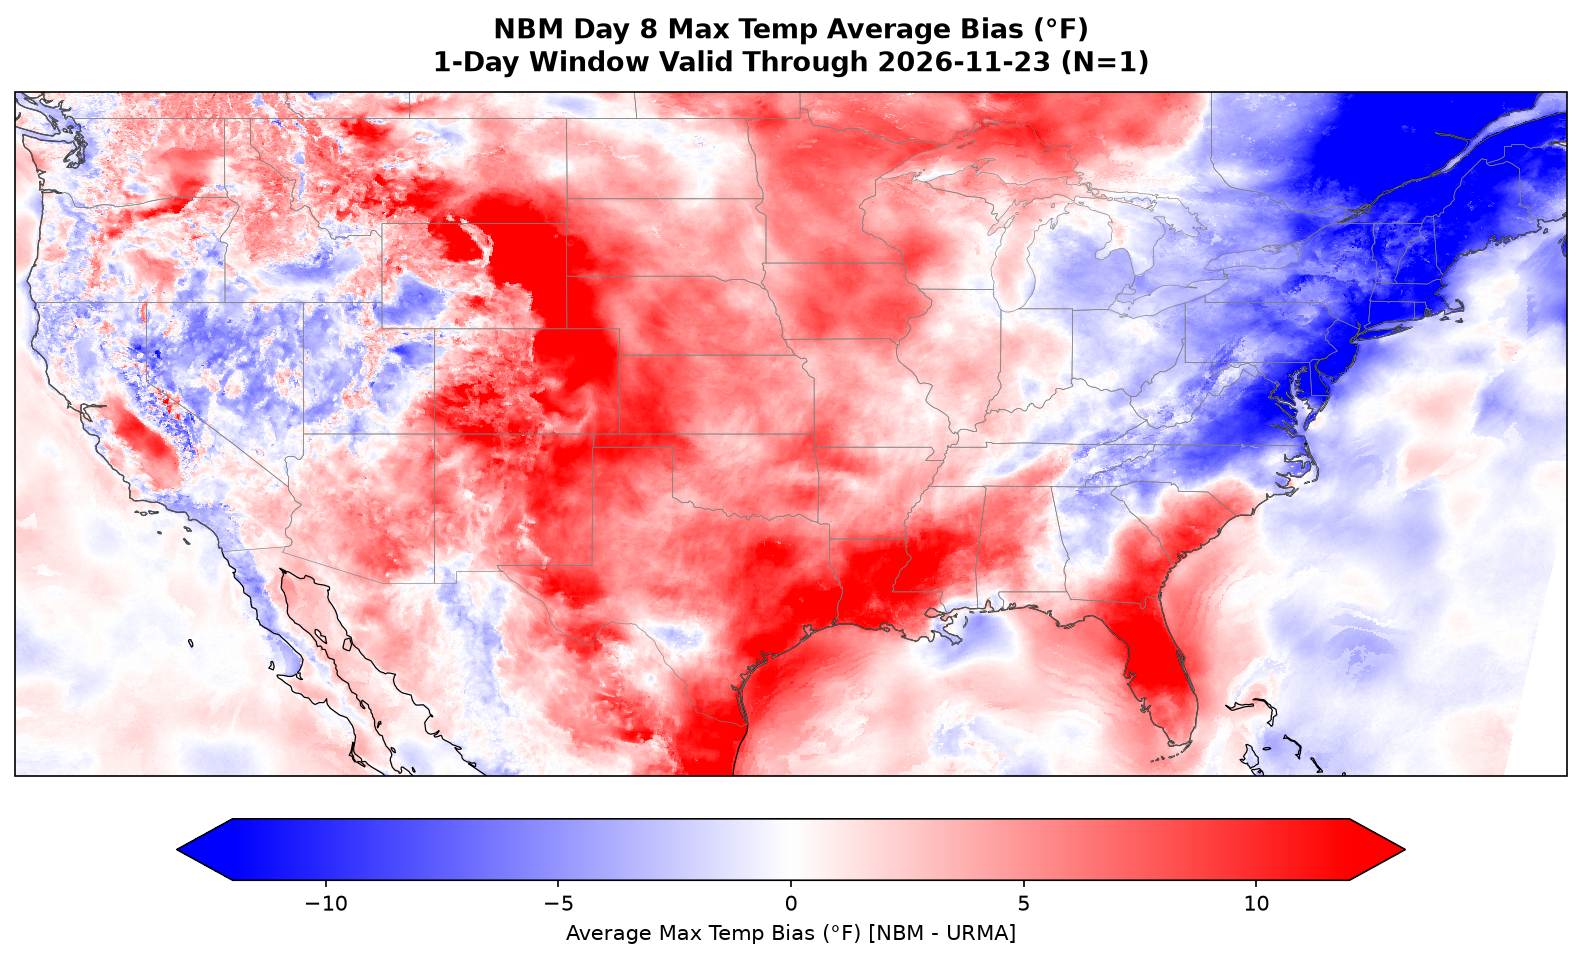 NBM Day 8 Max Temp Average Bias (°F)
1-Day Window Valid Through 2026-11-23 (N=1)
−10 −5 0 5 10
Average Max Temp Bias (°F) [NBM - URMA]